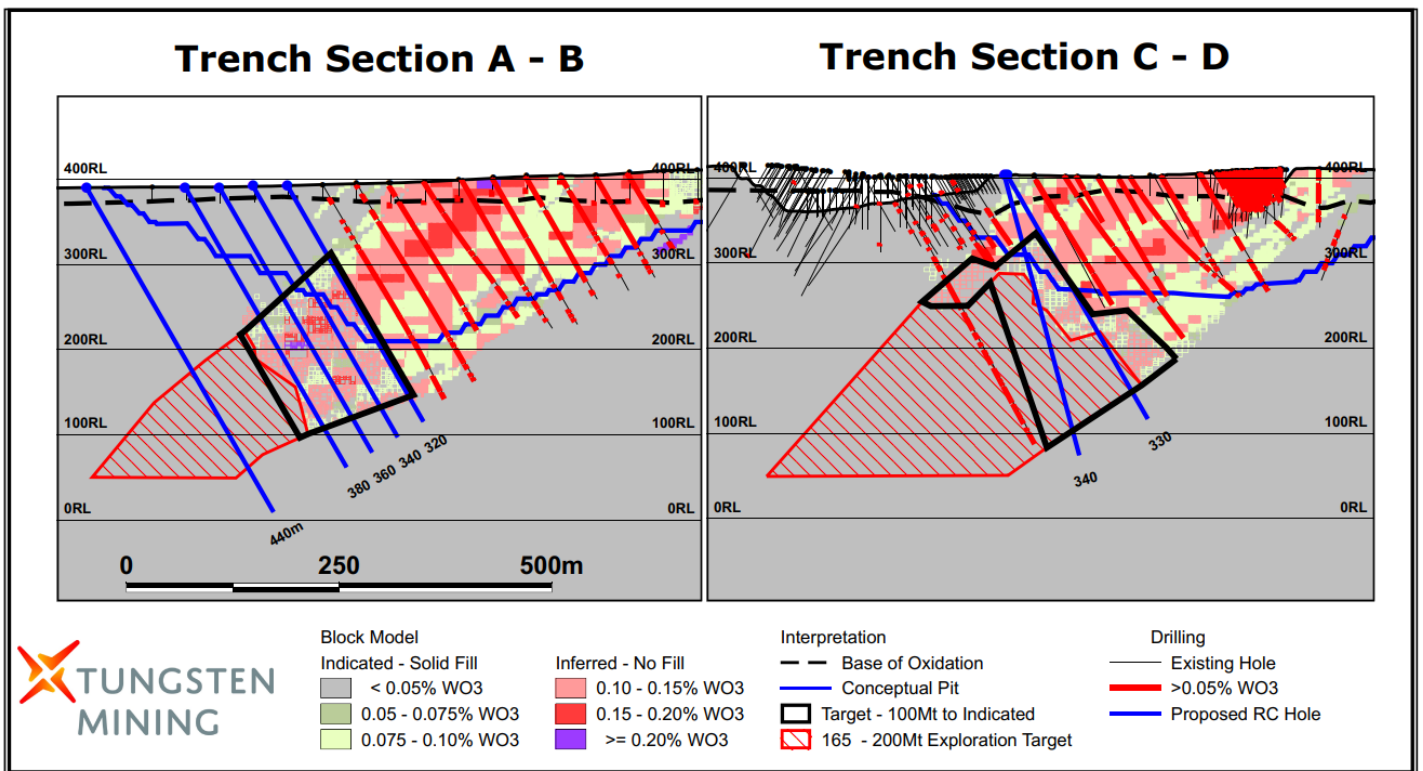 Trench Section A - B
Trench Section C - D
400RL
400RL
300RL
300RL
200RL
200RL
100RL
100RL
0RL
0RL
440m
380
360
340
320
0
250
500m
400RL
400RL
300RL
300RL
200RL
200RL
100RL
100RL
0RL
0RL
340
330
TUNGSTEN
MINING
Block Model
Indicated - Solid Fill
< 0.05% WO3
0.05 - 0.075% WO3
0.075 - 0.10% WO3
Inferred - No Fill
0.10 - 0.15% WO3
0.15 - 0.20% WO3
>= 0.20% WO3
Interpretation
Base of Oxidation
Conceptual Pit
Target - 100Mt to Indicated
165 - 200Mt Exploration Target
Drilling
Existing Hole
>0.05% WO3
Proposed RC Hole